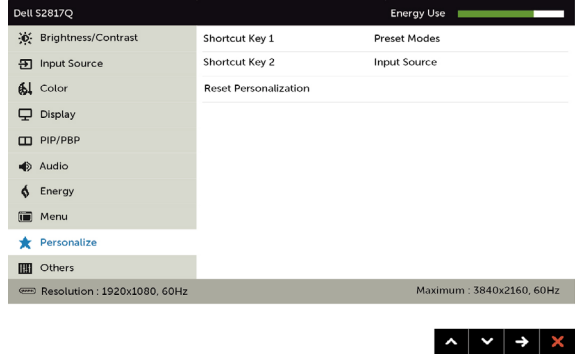 Dell S2817Q Energy Use
Brightness/Contrast Shortcut Key 1 Preset Modes
Input Source Shortcut Key 2 Input Source
Color Reset Personalization
Display
PIP/PBP
Audio
Energy
Menu
Personalize
Others
Resolution : 1920x1080, 60Hz Maximum : 3840x2160, 60Hz